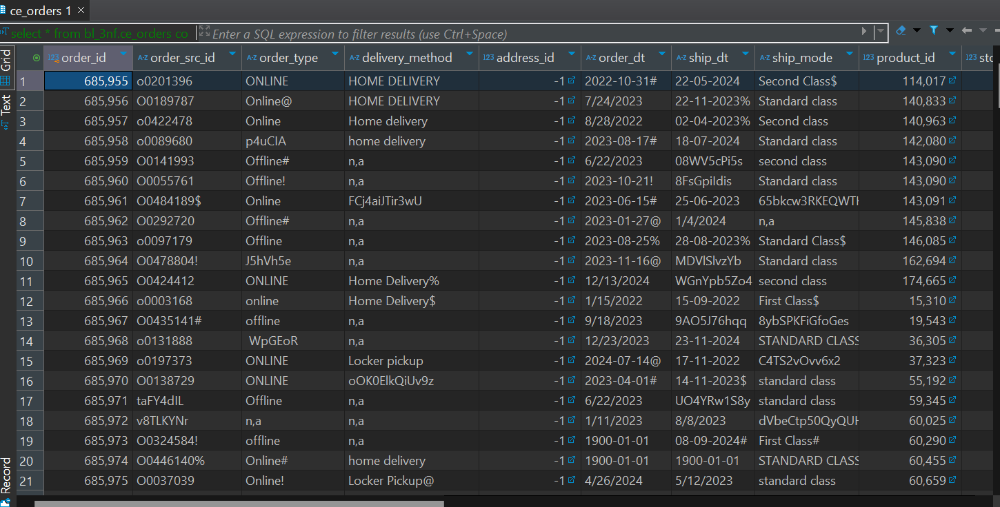 ce_orders 1
select * from bl_3nf.ce_orders co Enter a SQL expression to filter results (use Ctrl+Space)
Grid
Text
Record
order_id order_src_id order_type delivery_method address_id order_dt ship_dt ship_mode product_id sto
1 685,955 o0201396 ONLINE HOME DELIVERY -1 2022-10-31# 22-05-2024 Second Class$ 114,017
2 685,956 O0189787 Online@ HOME DELIVERY -1 7/24/2023 22-11-2023% Standard class 140,833
3 685,957 o0422478 Online Home delivery -1 8/28/2022 02-04-2023% Second class 140,963
4 685,958 o0089680 p4uCIA home delivery -1 2023-08-17# 18-07-2024 Standard class 142,080
5 685,959 O0141993 Offline# n,a -1 6/22/2023 08WV5cPi5s second class 143,090
6 685,960 O0055761 Offline! n,a -1 2023-10-21! 8FsGpiIdis Standard class 143,090
7 685,961 O0484189$ Online FCj4aiJTir3wU -1 2023-06-15# 25-06-2023 65bkcw3RKEQWTH 143,091
8 685,962 O0292720 Offline# n,a -1 2023-01-27@ 1/4/2024 n,a 145,838
9 685,963 o0097179 Offline n,a -1 2023-08-25% 28-08-2023% Standard Class$ 146,085
10 685,964 O0478804! J5hVh5e n,a -1 2023-11-16@ MDVlSlvzYb Standard class 162,694
11 685,965 O0424412 ONLINE Home Delivery% -1 12/13/2024 WGnYpb5Zo4 second class 174,665
12 685,966 o0003168 online Home Delivery$ -1 1/15/2022 15-09-2022 First Class$ 15,310
13 685,967 O0435141# offline n,a -1 9/18/2023 9AO5J76hqq 8ybSPKFiGfoGes 19,543
14 685,968 o0131888 WpGEoR n,a -1 12/23/2023 23-11-2024 STANDARD CLASS 36,305
15 685,969 o0197373 ONLINE Locker pickup -1 2024-07-14@ 17-11-2022 C4TS2vOvv6x2 37,323
16 685,970 O0138729 ONLINE oOK0ElkQiUv9z -1 2023-04-01# 14-11-2023$ standard class 55,192
17 685,971 taFY4dIL Offline n,a -1 6/22/2023 UO4YRw1S8y standard class 59,345
18 685,972 v8TLKYNr n,a n,a -1 1/11/2023 8/8/2023 dVbeCtp50QyQUH 60,025
19 685,973 O0324584! offline n,a -1 1900-01-01 08-09-2024# First Class# 60,290
20 685,974 O0446140% Online# home delivery -1 1900-01-01 1900-01-01 STANDARD CLASS 60,455
21 685,975 O0037039 Online! Locker Pickup@ -1 4/26/2024 5/12/2023 standard class 60,659